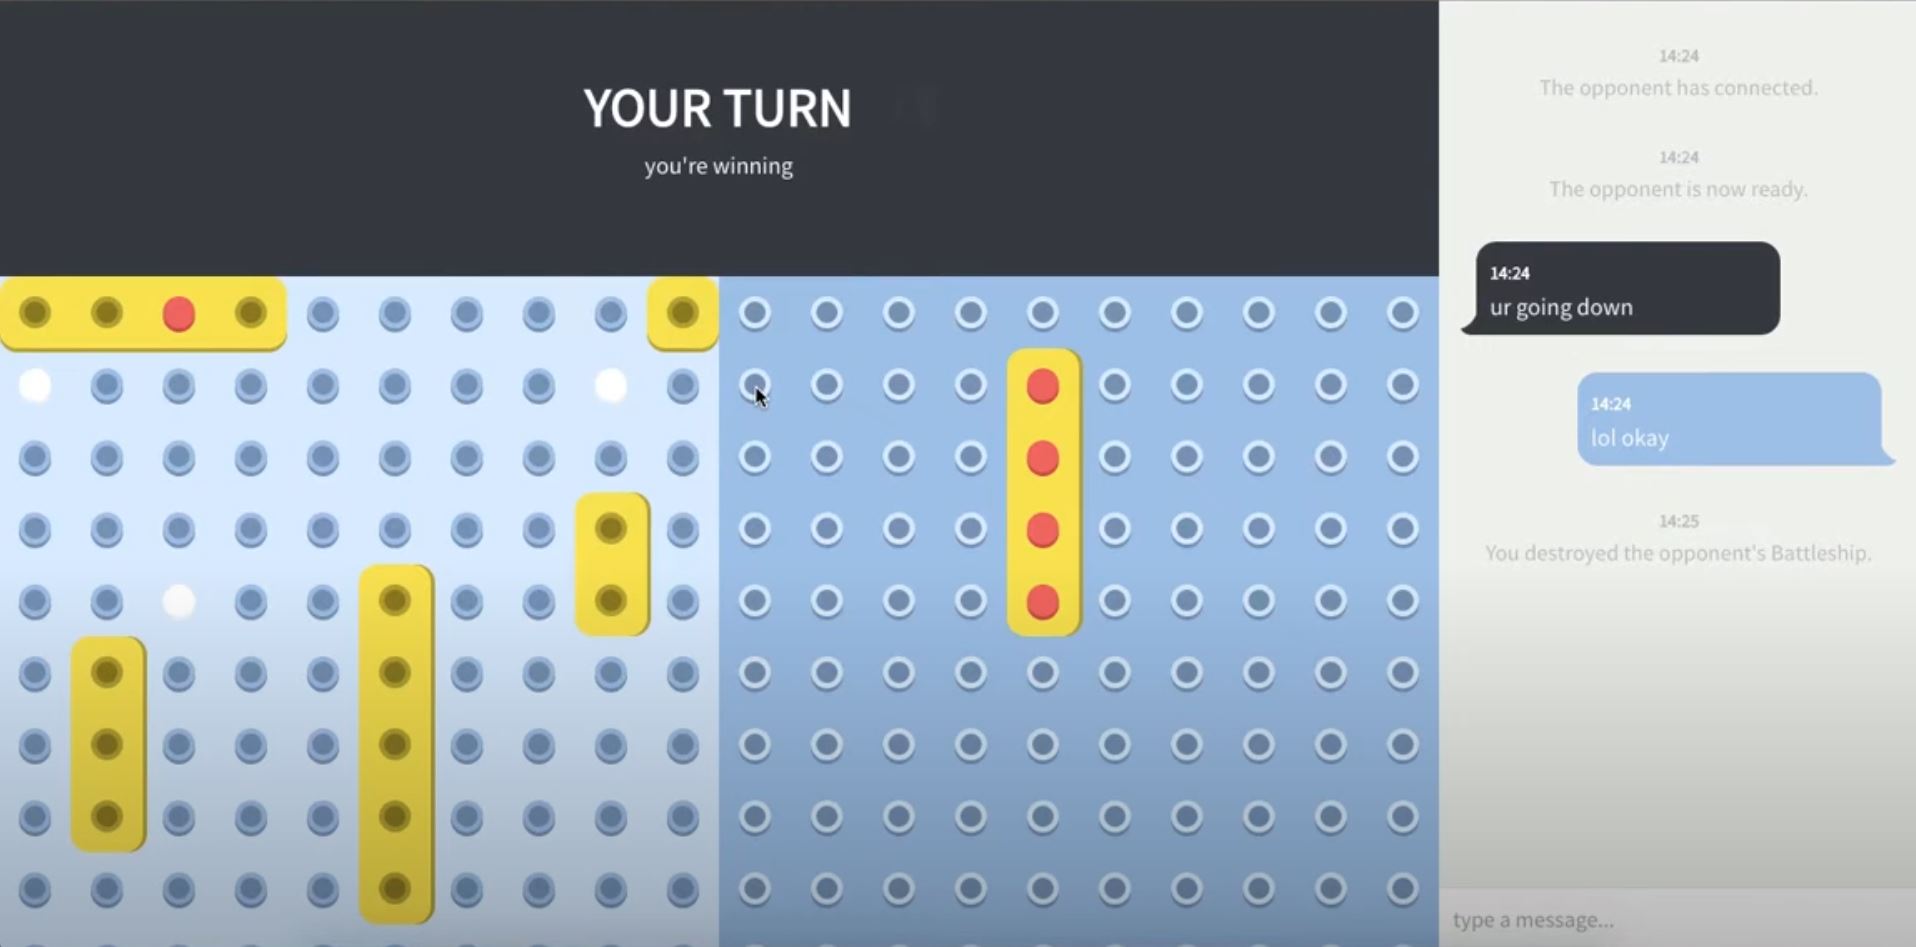 YOUR TURN
you're winning
14:24
The opponent has connected.
14:24
The opponent is now ready.
14:24
ur going down
14:24
lol okay
14:25
You destroyed the opponent's Battleship.
type a message...